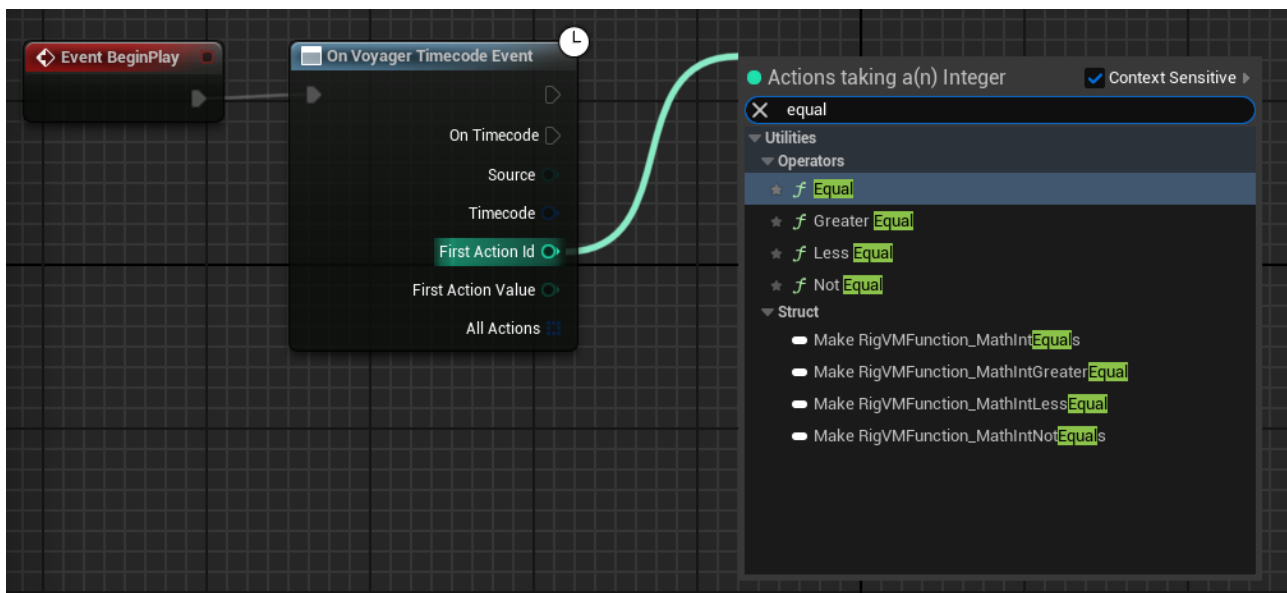 Event BeginPlay
On Voyager Timecode Event
On Timecode
Source
Timecode
First Action Id
First Action Value
All Actions
Actions taking a(n) Integer
Context Sensitive
equal
Utilities
Operators
Equal
Greater Equal
Less Equal
Not Equal
Struct
Make RigVMFunction_MathIntEquals
Make RigVMFunction_MathIntGreaterEqual
Make RigVMFunction_MathIntLessEqual
Make RigVMFunction_MathIntNotEquals